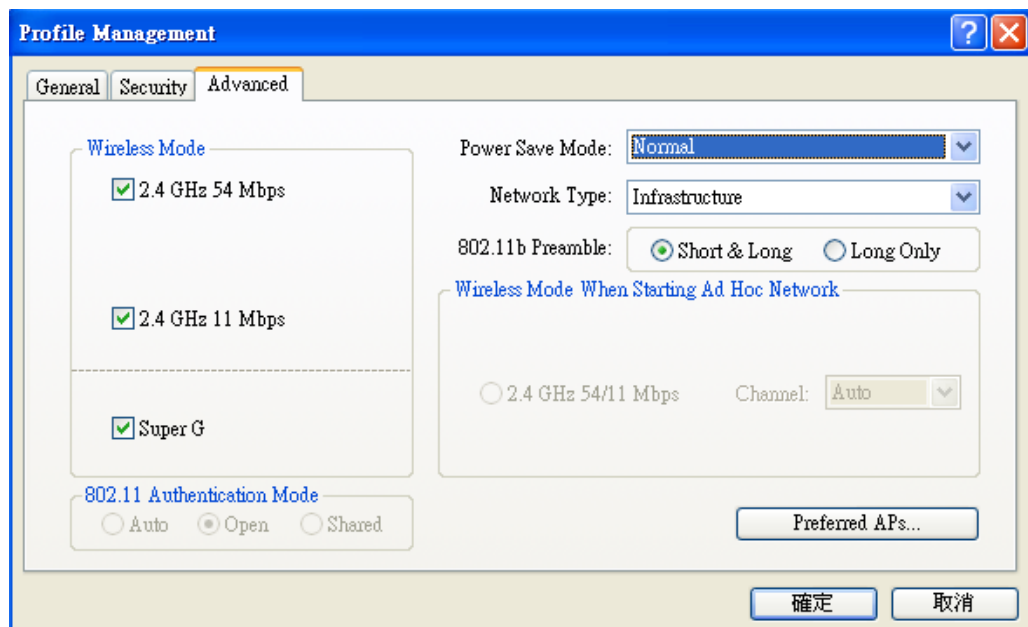 Profile Management
General Security Advanced
Wireless Mode
2.4 GHz 54 Mbps
2.4 GHz 11 Mbps
Super G
802.11 Authentication Mode
Auto Open Shared
Power Save Mode: Normal
Network Type: Infrastructure
802.11b Preamble: Short & Long Long Only
Wireless Mode When Starting Ad Hoc Network
2.4 GHz 54/11 Mbps Channel: Auto
Preferred APs...
確定 取消